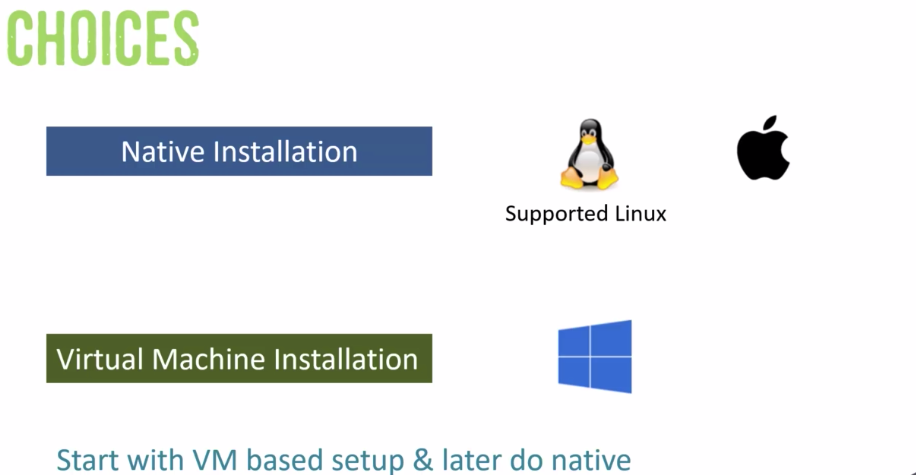 CHOICES
Native Installation
Supported Linux
Virtual Machine Installation
Start with VM based setup & later do native